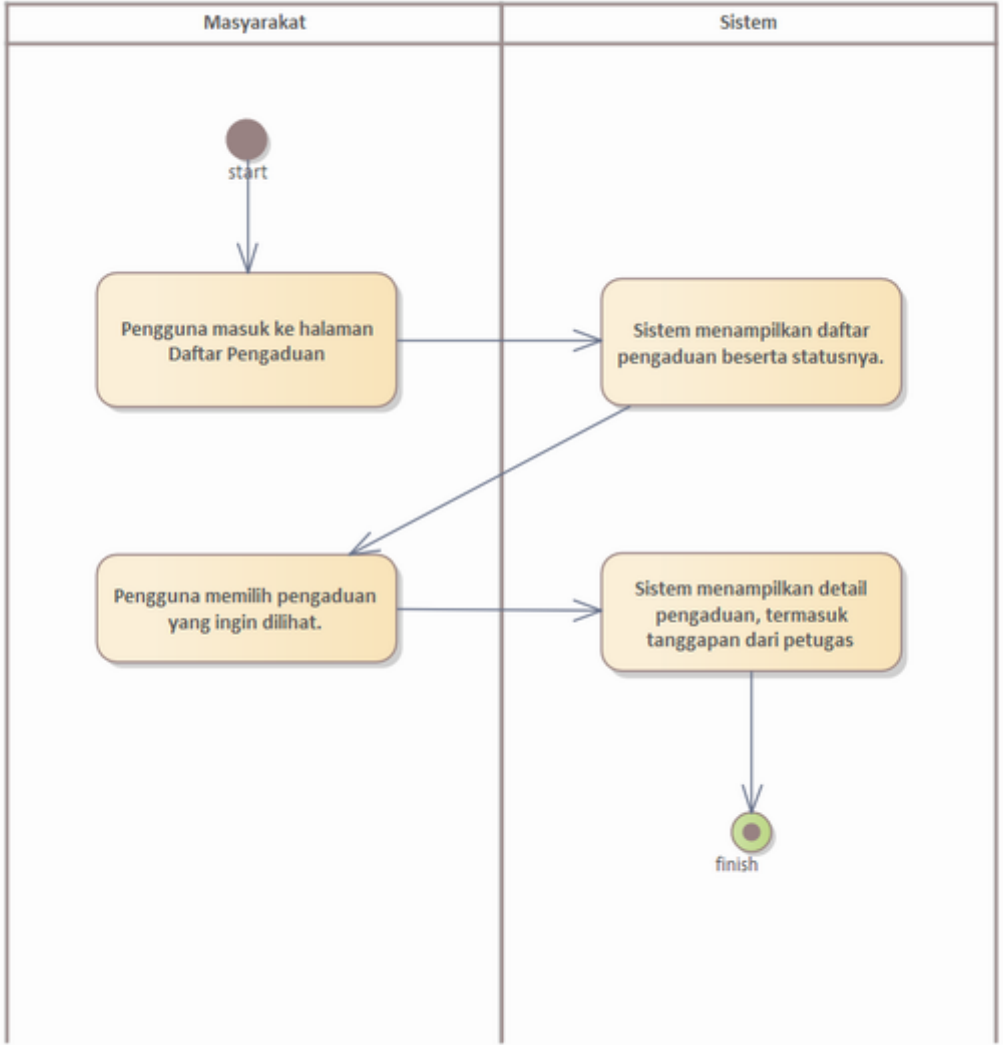 Masyarakat
Sistem
start
Pengguna masuk ke halaman
Daftar Pengaduan
Sistem menampilkan daftar
pengaduan beserta statusnya.
Pengguna memilih pengaduan
yang ingin dilihat.
Sistem menampilkan detail
pengaduan, termasuk
tanggapan dari petugas
finish